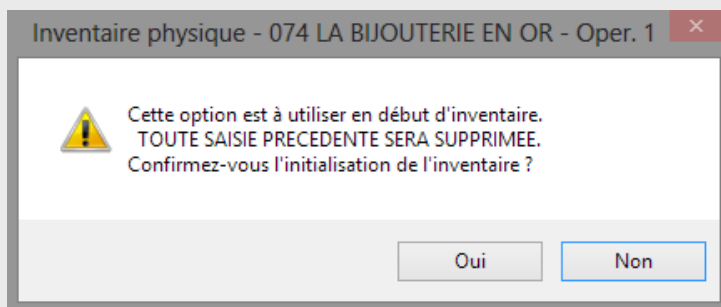 Inventaire physique - 074 LA BIJOUTERIE EN OR - Oper. 1
Cette option est à utiliser en début d'inventaire.
TOUTE SAISIE PRECEDENTE SERA SUPPRIMEE.
Confirmez-vous l'initialisation de l'inventaire ?
Oui Non